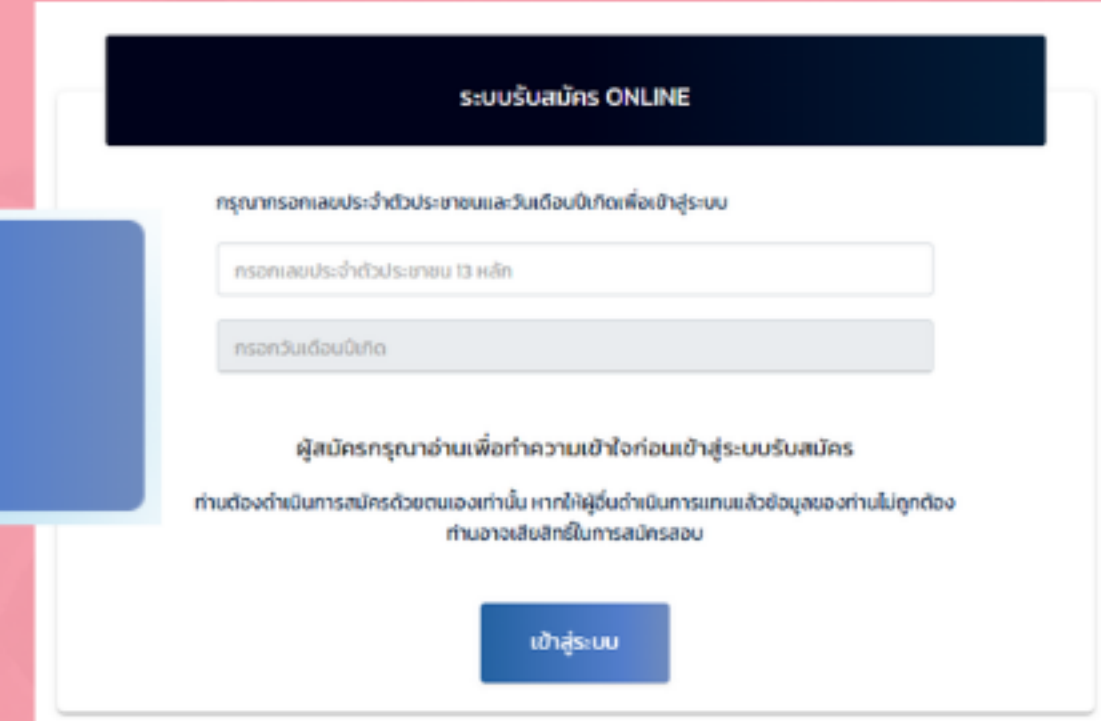 ระบบรับสมัคร ONLINE
กรุณากรอกเลขประจำตัวประชาชนและวันเดือนปีเกิดเพื่อเข้าสู่ระบบ
กรอกเลขประจำตัวประชาชน 13 หลัก
กรอกวันเดือนปีเกิด
ผู้สมัครกรุณาอ่านเพื่อทำความเข้าใจก่อนเข้าสู่ระบบรับสมัคร
ท่านต้องดำเนินการสมัครด้วยตนเองเท่านั้น หากให้ผู้อื่นดำเนินการแทนแล้วข้อมูลของท่านไม่ถูกต้อง
ท่านอาจเสียสิทธิ์ในการสมัครสอบ
เข้าสู่ระบบ